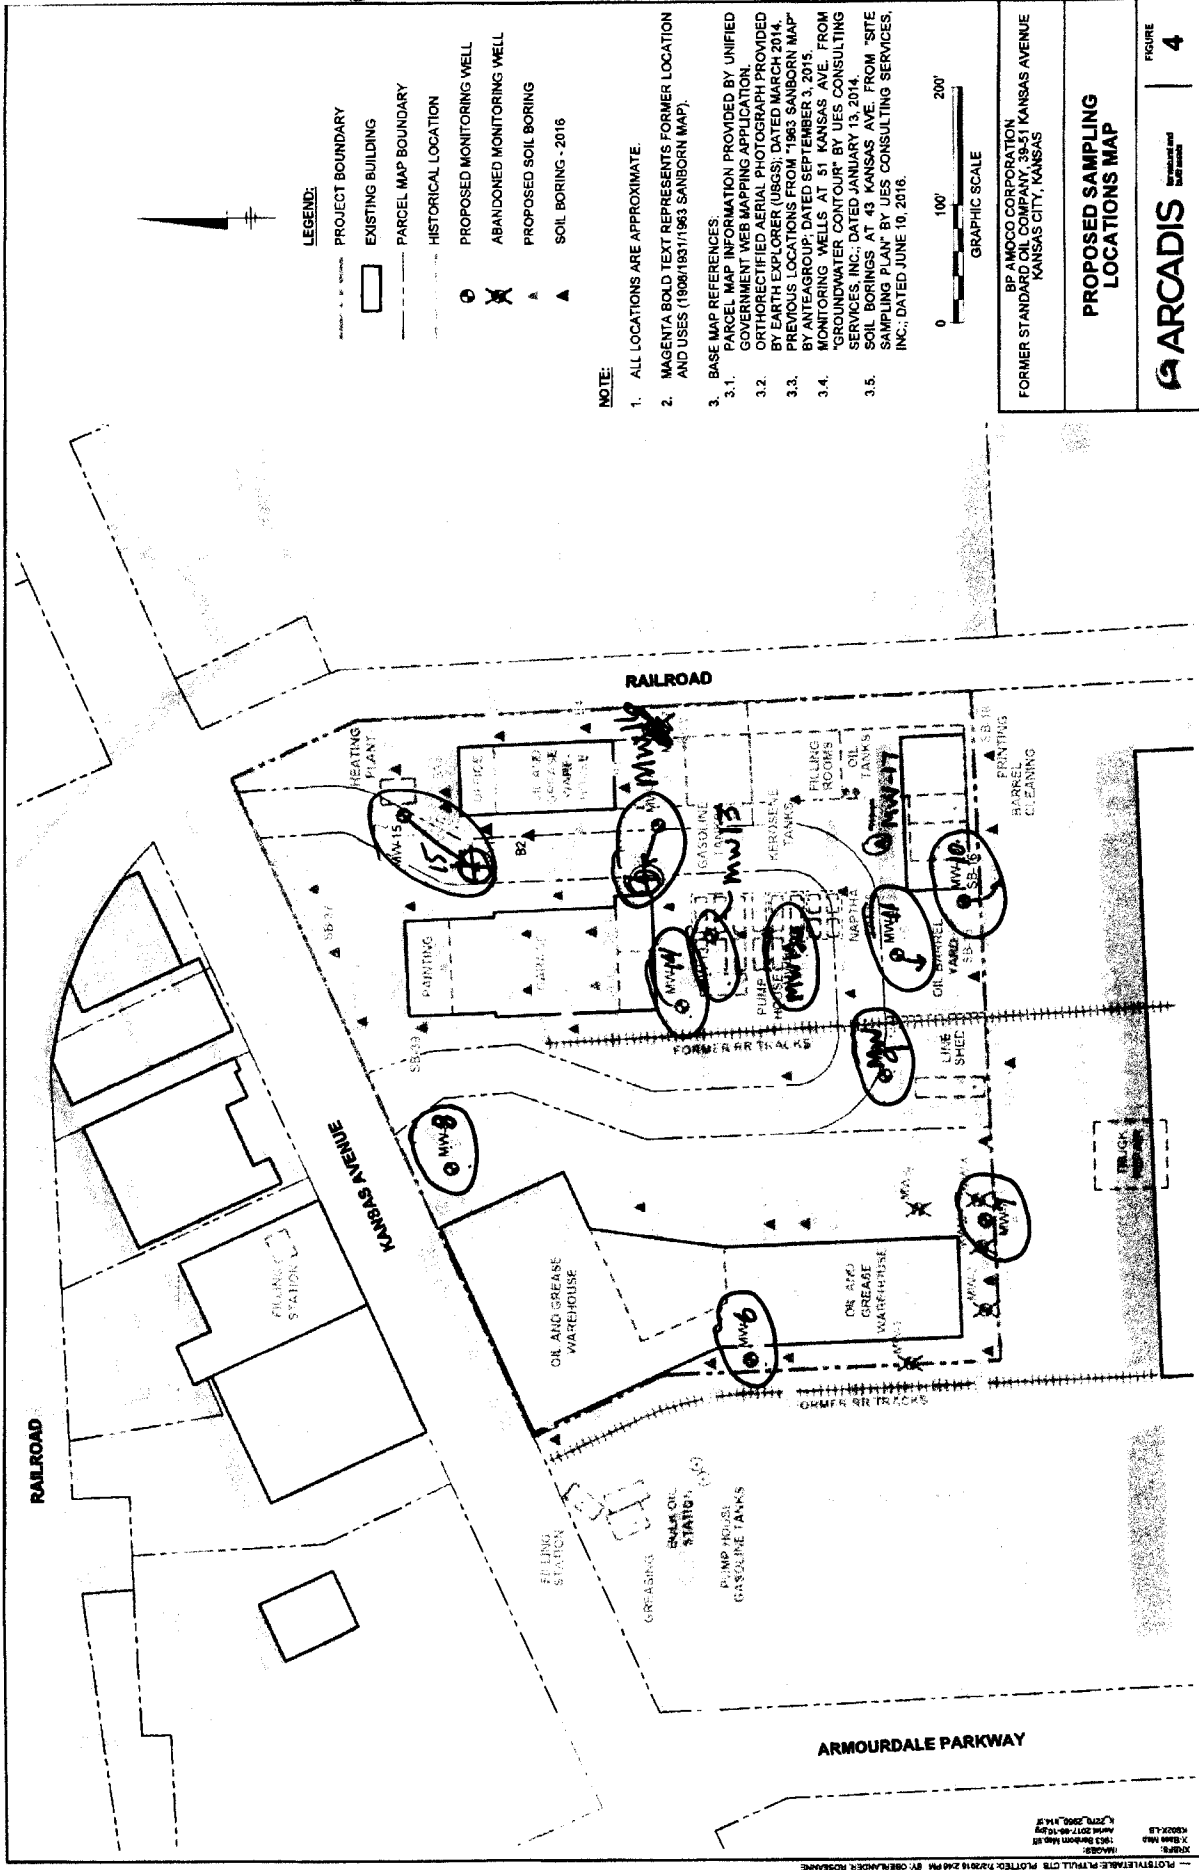 LEGEND:
PROJECT BOUNDARY
EXISTING BUILDING
PARCEL MAP BOUNDARY
HISTORICAL LOCATION
PROPOSED MONITORING WELL
ABANDONED MONITORING WELL
PROPOSED SOIL BORING
SOIL BORING - 2016
NOTE:
1. ALL LOCATIONS ARE APPROXIMATE.
2. MAGENTA BOLD TEXT REPRESENTS FORMER LOCATION
AND USES (1908/1931/1963 SANBORN MAP).
3. BASE MAP REFERENCES:
3.1. PARCEL MAP INFORMATION PROVIDED BY UNIFIED
GOVERNMENT WEB MAPPING APPLICATION.
3.2. ORTHORECTIFIED AERIAL PHOTOGRAPH PROVIDED
BY EARTH EXPLORER (USGS); DATED MARCH 2014.
3.3. PREVIOUS LOCATIONS FROM "1963 SANBORN MAP"
BY ANTEAGROUP; DATED SEPTEMBER 3, 2015.
3.4. MONITORING WELLS AT 51 KANSAS AVE. FROM
"GROUNDWATER CONTOUR" BY UES CONSULTING
SERVICES, INC.; DATED JANUARY 13, 2014.
3.5. SOIL BORINGS AT 43 KANSAS AVE. FROM "SITE
SAMPLING PLAN" BY UES CONSULTING SERVICES,
INC.; DATED JUNE 10, 2016.
0 100' 200'
GRAPHIC SCALE
BP AMOCO CORPORATION
FORMER STANDARD OIL COMPANY, 39-51 KANSAS AVENUE
KANSAS CITY, KANSAS
PROPOSED SAMPLING
LOCATIONS MAP
ARCADIS
FIGURE
4
RAILROAD
RAILROAD
KANSAS AVENUE
ARMOURDALE PARKWAY
HEATING
PLANT
MW-15
15
OFFICE
B2
PAINTING
SB-37
MW-16
MW-14
MW13
GASOLINE
TANKS
KEROSENE
TANKS
FILLING
ROOMS
OIL
TANKS
PUMP
HOUSE
NAPTHA
MW-17
MW-10
MW-11
OIL BARREL
YARD
PRINTING
BARREL
CLEANING
FORMER RR TRACKS
MW-9
LINE
SHED
MW-8
MW-7
MW-6
TRUCK
OIL AND GREASE
WAREHOUSE
OIL AND
GREASE
WAREHOUSE
FORMER RR TRACKS
FILLING
STATION
FILLING
STATION
GREASING
BULK OIL
STATION
PUMP HOUSE
GASOLINE TANKS